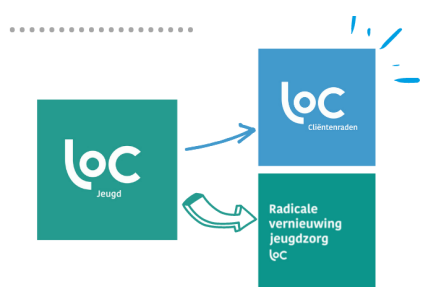 LOC
Jeugd
LOC
Cliëntenraden
Radicale
vernieuwing
jeugdzorg
LOC